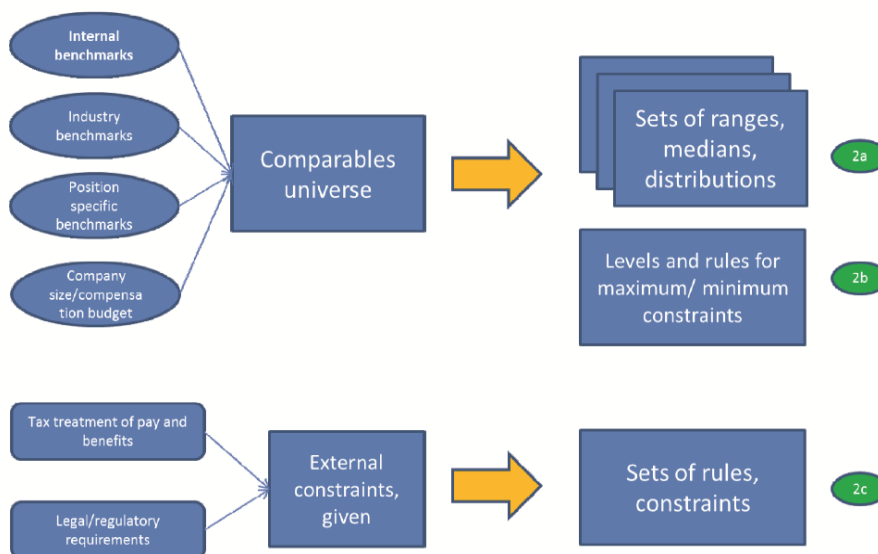 Internal
benchmarks
Industry
benchmarks
Position
specific
benchmarks
Company
size/compensa
tion budget
Comparables
universe
Sets of ranges,
medians,
distributions
2a
Levels and rules for
maximum/ minimum
constraints
2b
Tax treatment of pay and
benefits
Legal/regulatory
requirements
External
constraints,
given
Sets of rules,
constraints
2c